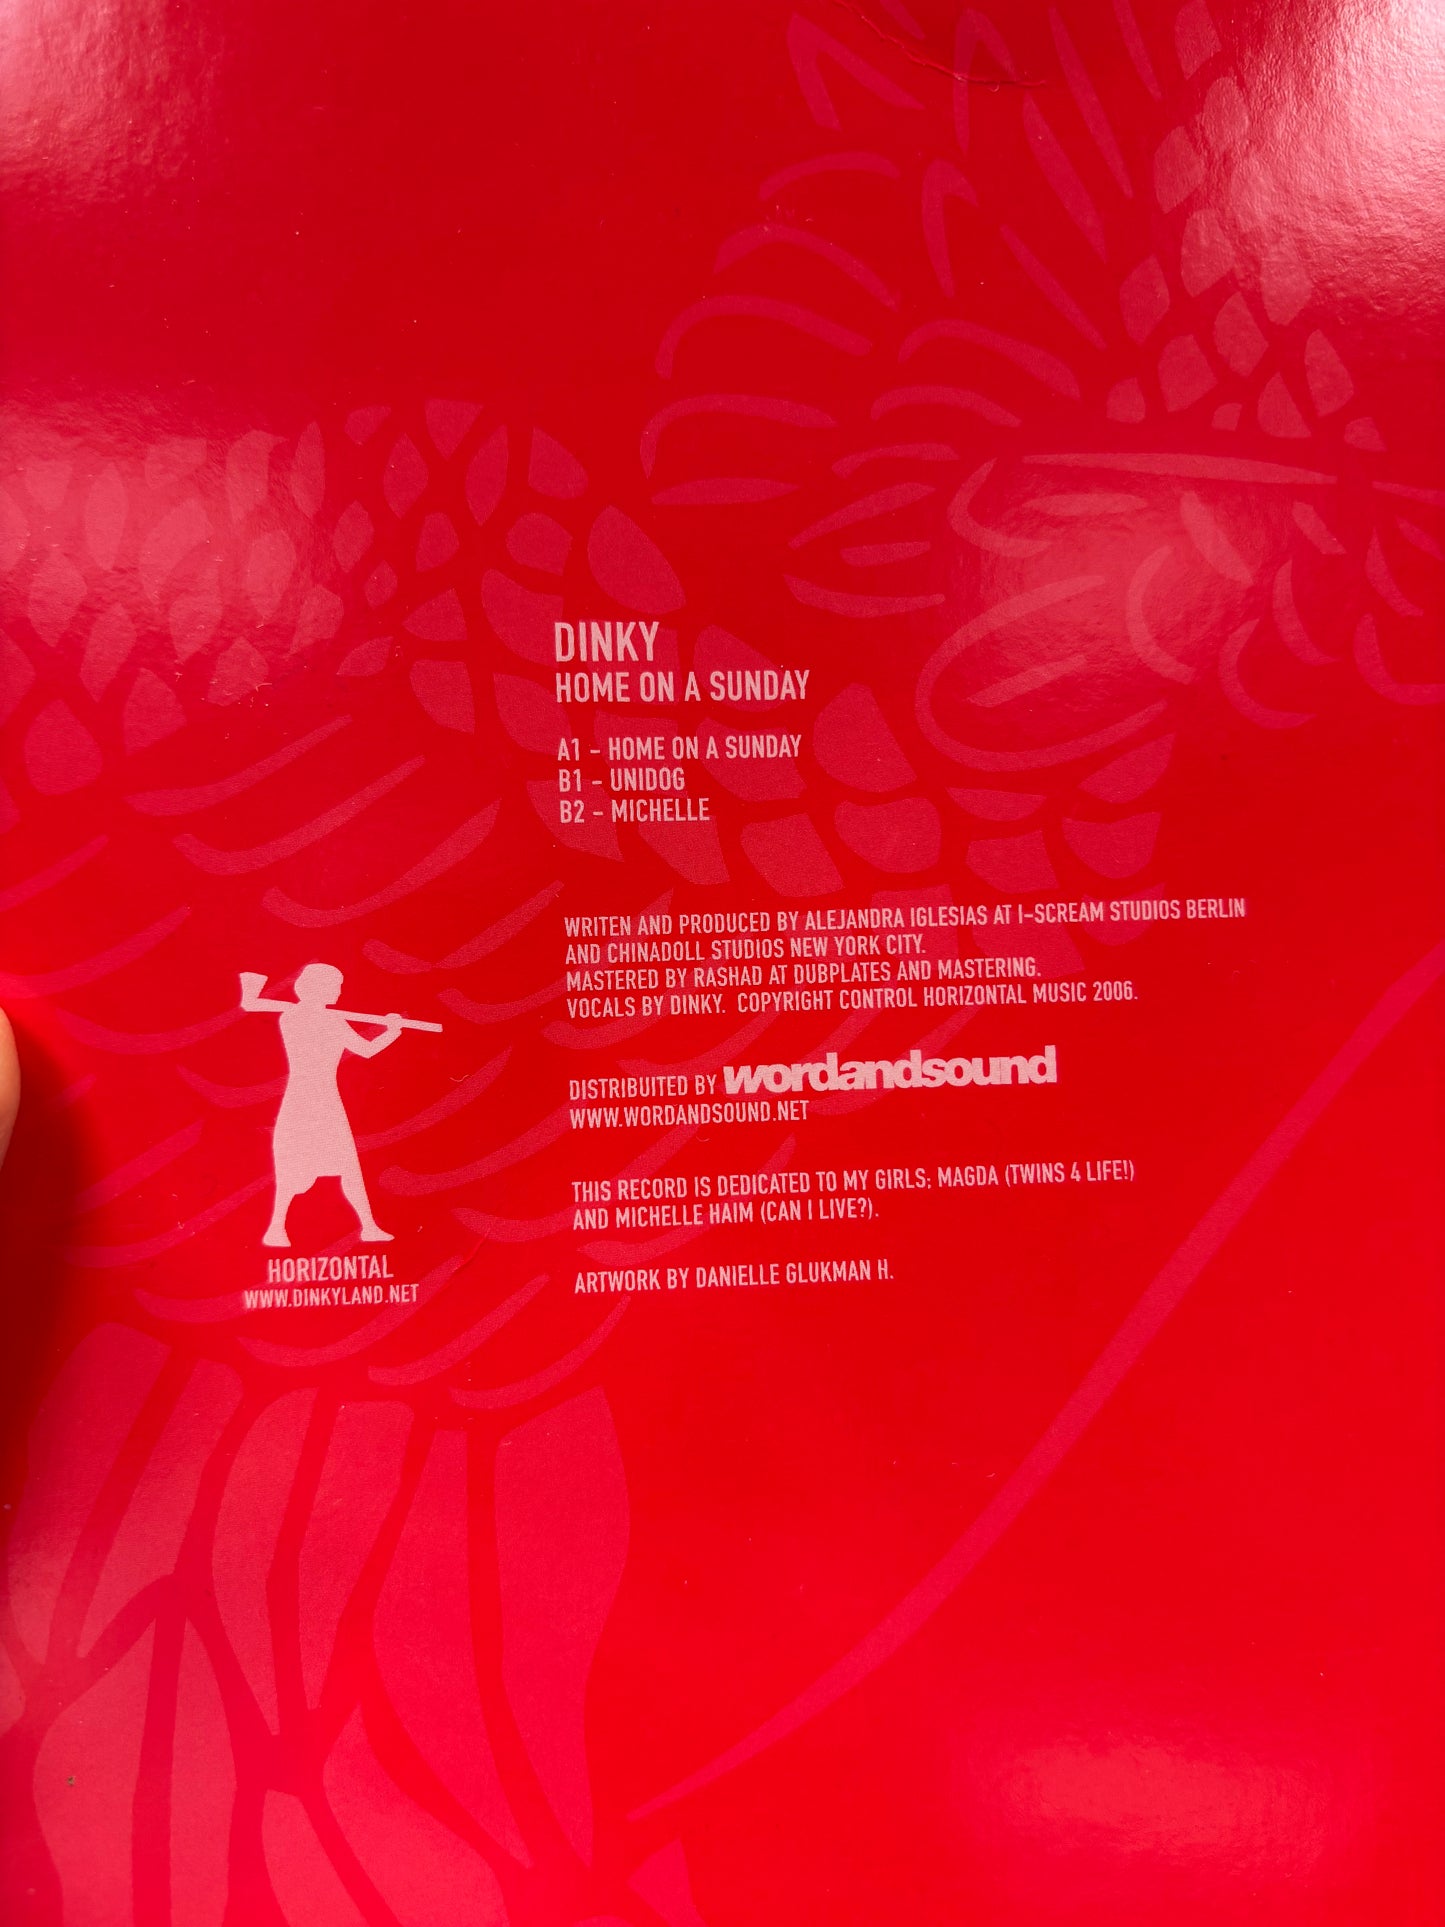 DINKY
HOME ON A SUNDAY
A1 - HOME ON A SUNDAY
B1 - UNIDOG
B2 - MICHELLE
WRITEN AND PRODUCED BY ALEJANDRA IGLESIAS AT I-SCREAM STUDIOS BERLIN
AND CHINADOLL STUDIOS NEW YORK CITY.
MASTERED BY RASHAD AT DUBPLATES AND MASTERING.
VOCALS BY DINKY. COPYRIGHT CONTROL HORIZONTAL MUSIC 2006.
DISTRIBUITED BY wordandsound
WWW.WORDANDSOUND.NET
THIS RECORD IS DEDICATED TO MY GIRLS; MAGDA (TWINS 4 LIFE!)
AND MICHELLE HAIM (CAN I LIVE?).
ARTWORK BY DANIELLE GLUKMAN H.
HORIZONTAL
WWW.DINKYLAND.NET